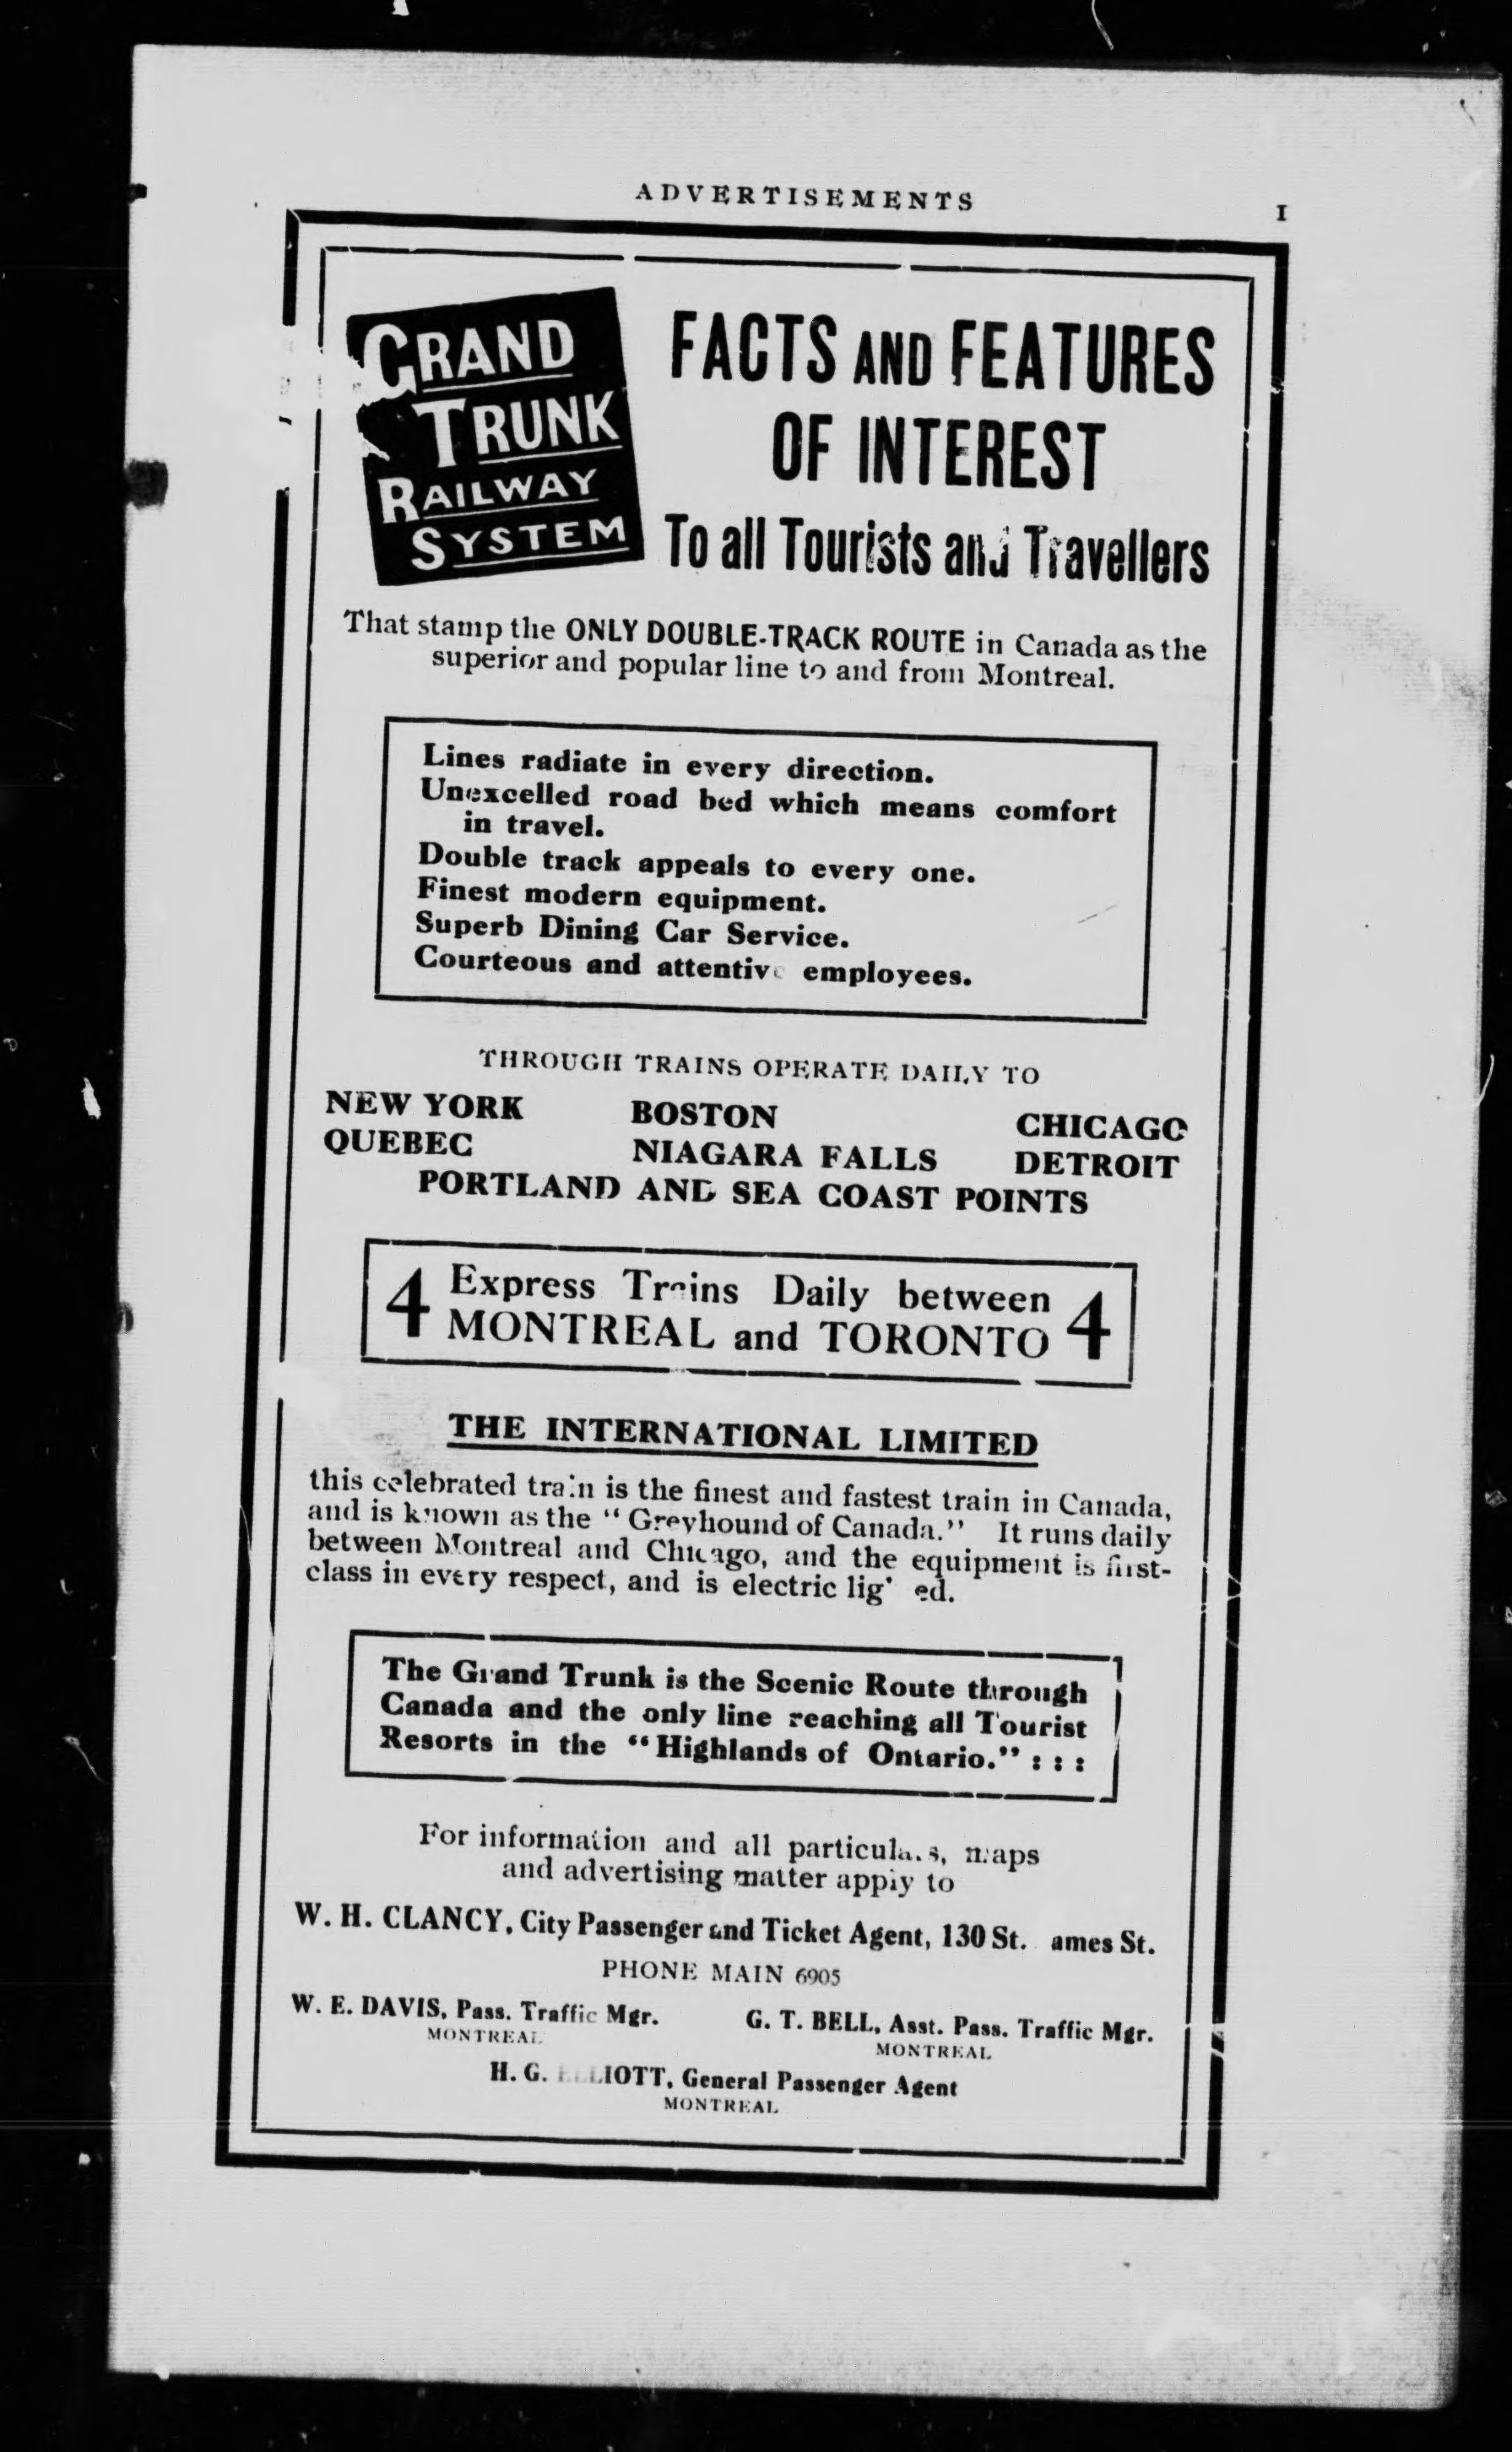 ADVERTISEMENTS
1
GRAND
TRUNK
RAILWAY
SYSTEM
FACTS AND FEATURES
OF INTEREST
To all Tourists and Travellers
That stamp the ONLY DOUBLE-TRACK ROUTE in Canada as the
superior and popular line to and from Montreal.
Lines radiate in every direction.
Unexcelled road bed which means comfort
in travel.
Double track appeals to every one.
Finest modern equipment.
Superb Dining Car Service.
Courteous and attentive employees.
THROUGH TRAINS OPERATE DAILY TO
NEW YORK BOSTON CHICAGO
QUEBEC NIAGARA FALLS DETROIT
PORTLAND AND SEA COAST POINTS
4 Express Trains Daily between 4
MONTREAL and TORONTO
THE INTERNATIONAL LIMITED
this celebrated train is the finest and fastest train in Canada,
and is known as the "Greyhound of Canada." It runs daily
between Montreal and Chicago, and the equipment is first-
class in every respect, and is electric lig ed.
The Grand Trunk is the Scenic Route through
Canada and the only line reaching all Tourist
Resorts in the "Highlands of Ontario." : : :
For information and all particulars, maps
and advertising matter apply to
W. H. CLANCY, City Passenger and Ticket Agent, 130 St. ames St.
PHONE MAIN 6905
W. E. DAVIS, Pass. Traffic Mgr. G. T. BELL, Asst. Pass. Traffic Mgr.
MONTREAL MONTREAL
H. G. ELLIOTT, General Passenger Agent
MONTREAL